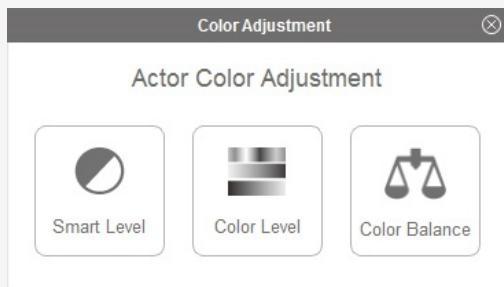 Color Adjustment
Actor Color Adjustment
Smart Level
Color Level
Color Balance